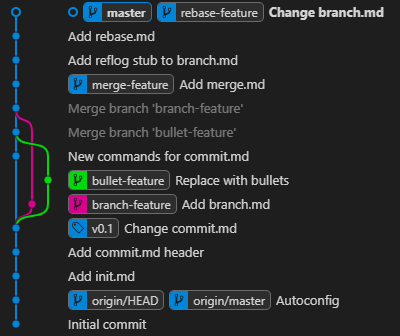 master rebase-feature Change branch.md
Add rebase.md
Add reflog stub to branch.md
merge-feature Add merge.md
Merge branch 'branch-feature'
Merge branch 'bullet-feature'
New commands for commit.md
bullet-feature Replace with bullets
branch-feature Add branch.md
v0.1 Change commit.md
Add commit.md header
Add init.md
origin/HEAD origin/master Autoconfig
Initial commit